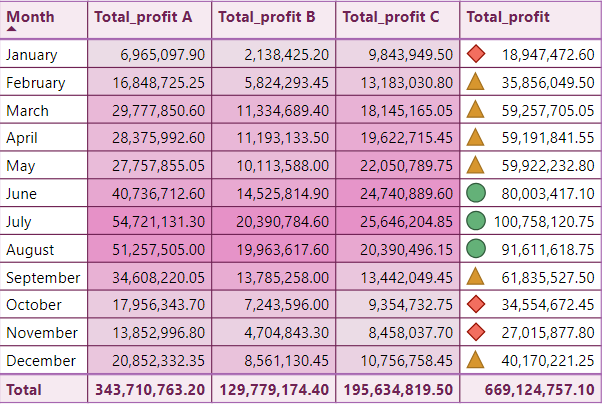 Month Total_profit A Total_profit B Total_profit C Total_profit
January 6,965,097.90 2,138,425.20 9,843,949.50 18,947,472.60
February 16,848,725.25 5,824,293.45 13,183,030.80 35,856,049.50
March 29,777,850.60 11,334,689.40 18,145,165.05 59,257,705.05
April 28,375,992.60 11,193,133.50 19,622,715.45 59,191,841.55
May 27,757,855.05 10,113,588.00 22,050,789.75 59,922,232.80
June 40,736,712.60 14,525,814.90 24,740,889.60 80,003,417.10
July 54,721,131.30 20,390,784.60 25,646,204.85 100,758,120.75
August 51,257,505.00 19,963,617.60 20,390,496.15 91,611,618.75
September 34,608,220.05 13,785,258.00 13,442,049.45 61,835,527.50
October 17,956,343.70 7,243,596.00 9,354,732.75 34,554,672.45
November 13,852,996.80 4,704,843.30 8,458,037.70 27,015,877.80
December 20,852,332.35 8,561,130.45 10,756,758.45 40,170,221.25
Total 343,710,763.20 129,779,174.40 195,634,819.50 669,124,757.10